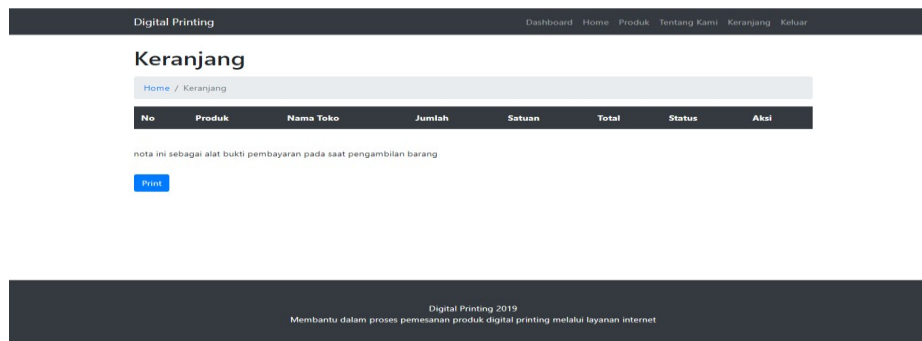 Digital Printing Dashboard Home Produk Tentang Kami Keranjang Keluar
Keranjang
Home / Keranjang
No Produk Nama Toko Jumlah Satuan Total Status Aksi
nota ini sebagai alat bukti pembayaran pada saat pengambilan barang
Print
Digital Printing 2019
Membantu dalam proses pemesanan produk digital printing melalui layanan internet